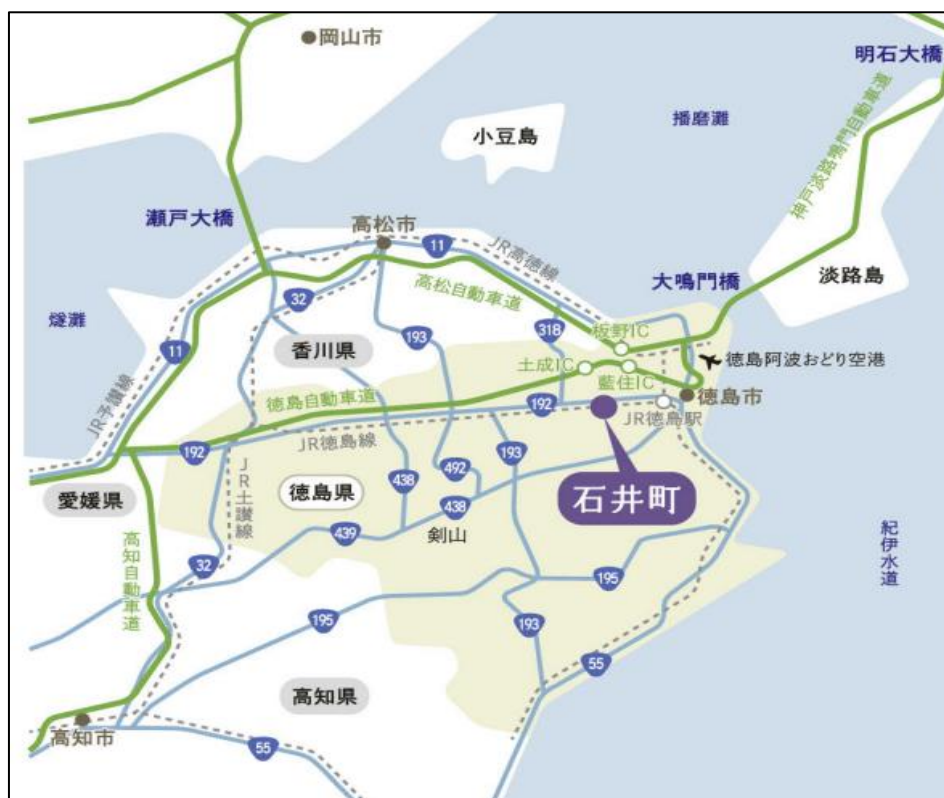 岡山市
明石大橋
播磨灘
小豆島
神戸淡路鳴門自動車道
瀬戸大橋
高松市
11
JR高徳線
大鳴門橋
淡路島
32
高松自動車道
燧灘
193
318
板野IC
11
香川県
土成IC
徳島阿波おどり空港
藍住IC
JR予讃線
徳島自動車道
192
徳島市
JR徳島駅
192
JR徳島線
193
JR土讃線
438
492
愛媛県
徳島県
石井町
438
439
剣山
紀伊水道
高知自動車道
32
195
195
193
55
高知県
高知市
55